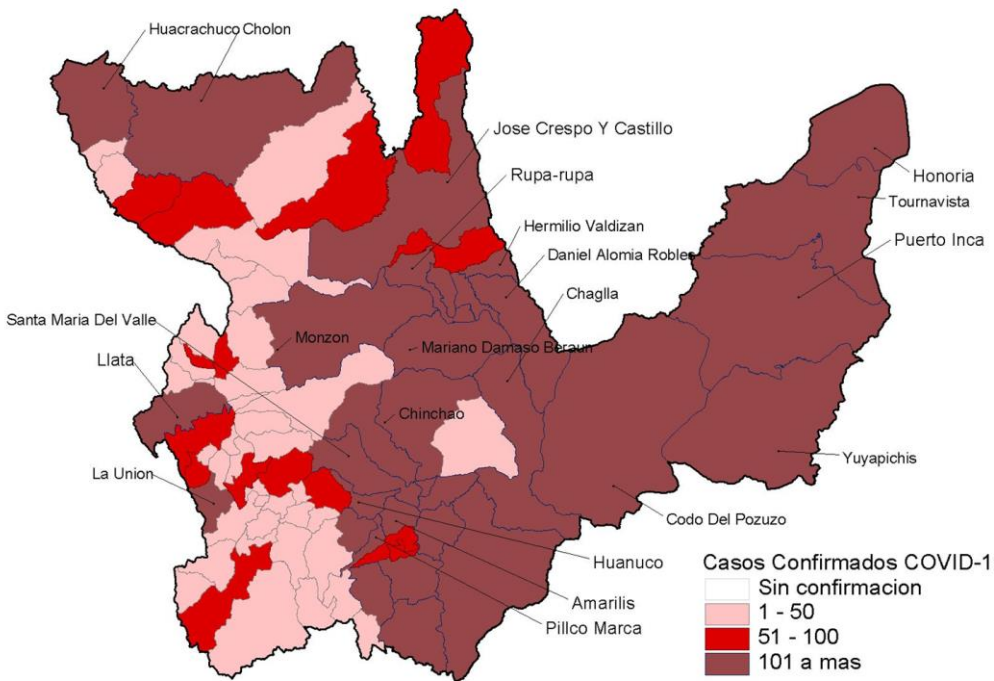 Huacrachuco Cholon
Jose Crespo Y Castillo
Rupa-rupa
Honoria
Tournavista
Hermilio Valdizan
Puerto Inca
Daniel Alomia Robles
Chaglla
Santa Maria Del Valle
Monzon
Mariano Damaso Beraun
Llata
Chinchao
La Union
Yuyapichis
Codo Del Pozuzo
Huanuco
Amarilis
Pillco Marca
Casos Confirmados COVID-1
Sin confirmacion
1 - 50
51 - 100
101 a mas